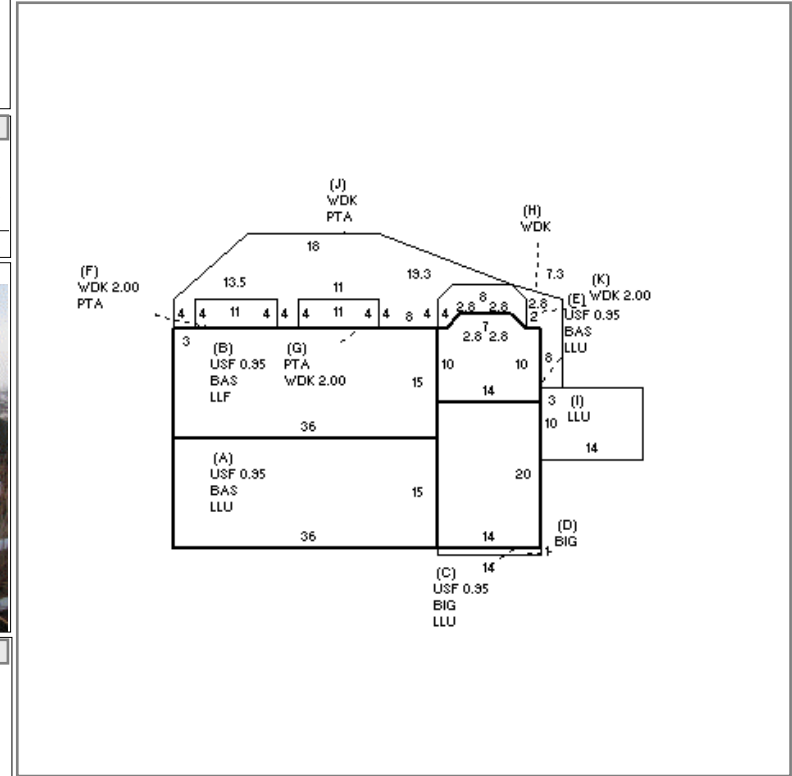 (J)
WDK
PTA
(H)
WDK
18
(F)
WDK 2.00
PTA
13.5
11
19.3
7.3
(K)
WDK 2.00
8
2.8 2.8
2.8
(E)
USF 0.95
BAS
LLU
4 4 11 4 4 4 11 4 4 8 4 4
2
7
2.8 2.8
3
(B)
USF 0.95
BAS
LLF
(G)
PTA
WDK 2.00
15
10 10
8
14
3
(I)
LLU
10
14
36
(A)
USF 0.95
BAS
LLU
15
20
36
14
(D)
BIG
14
(C)
USF 0.95
BIG
LLU